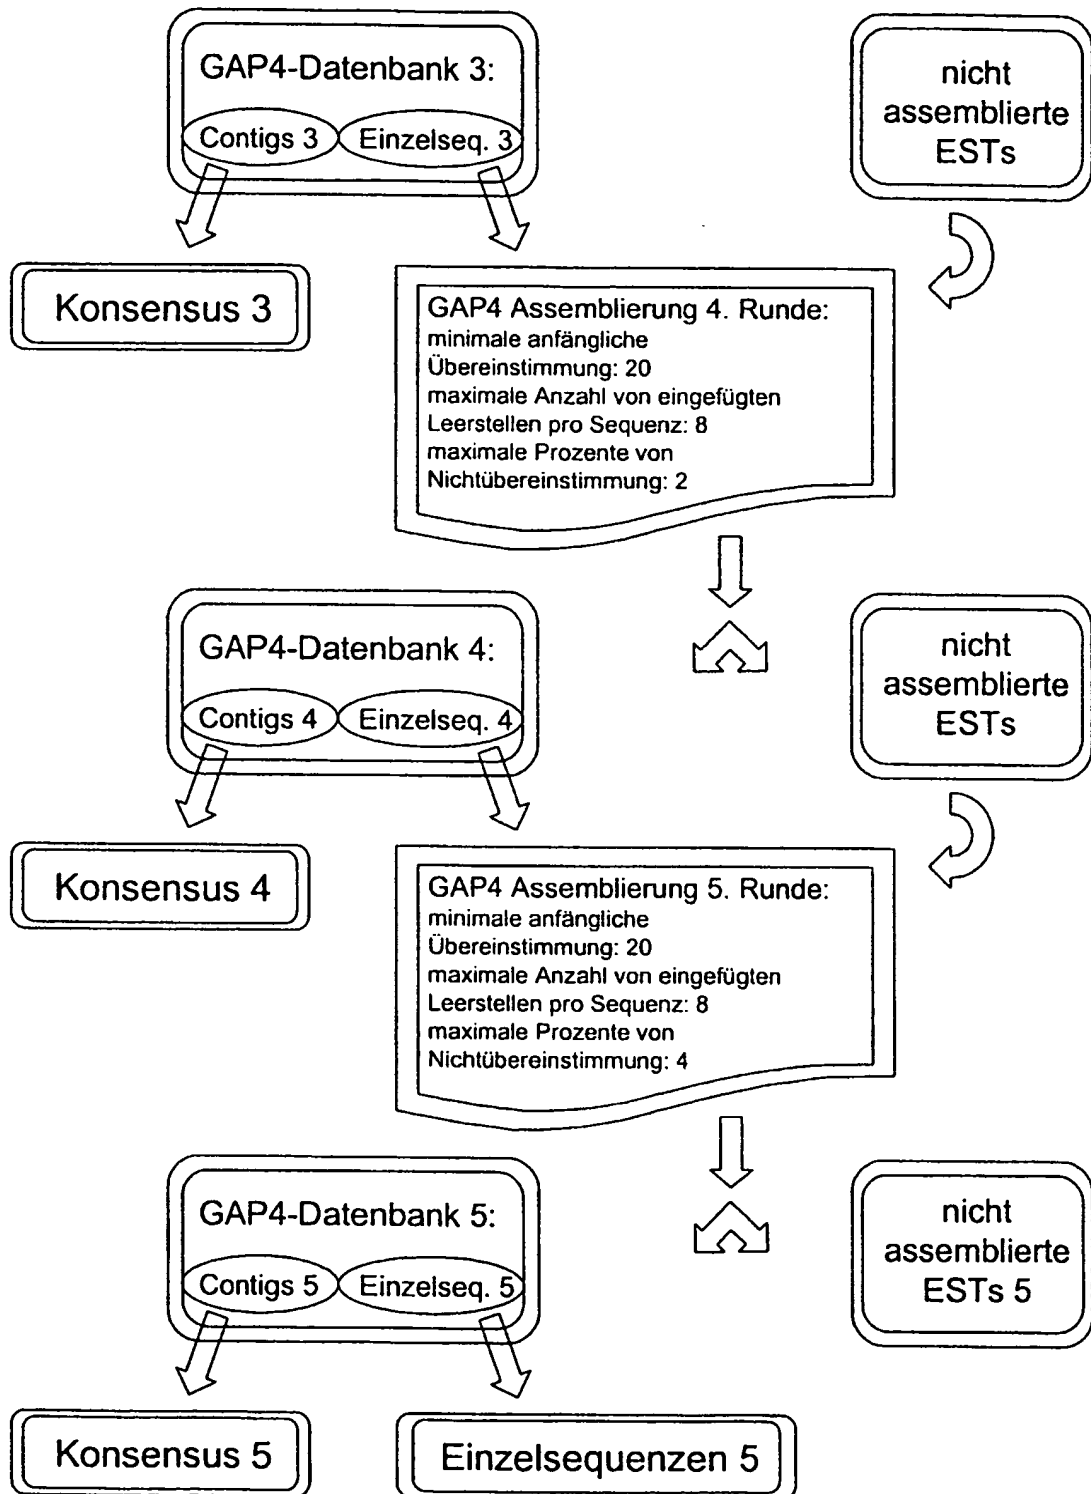 GAP4-Datenbank 3:
Contigs 3
Einzelseq. 3
nicht
assemblierte
ESTs
Konsensus 3
GAP4 Assemblierung 4. Runde:
minimale anfängliche
Übereinstimmung: 20
maximale Anzahl von eingefügten
Leerstellen pro Sequenz: 8
maximale Prozente von
Nichtübereinstimmung: 2
GAP4-Datenbank 4:
Contigs 4
Einzelseq. 4
nicht
assemblierte
ESTs
Konsensus 4
GAP4 Assemblierung 5. Runde:
minimale anfängliche
Übereinstimmung: 20
maximale Anzahl von eingefügten
Leerstellen pro Sequenz: 8
maximale Prozente von
Nichtübereinstimmung: 4
GAP4-Datenbank 5:
Contigs 5
Einzelseq. 5
nicht
assemblierte
ESTs 5
Konsensus 5
Einzelsequenzen 5